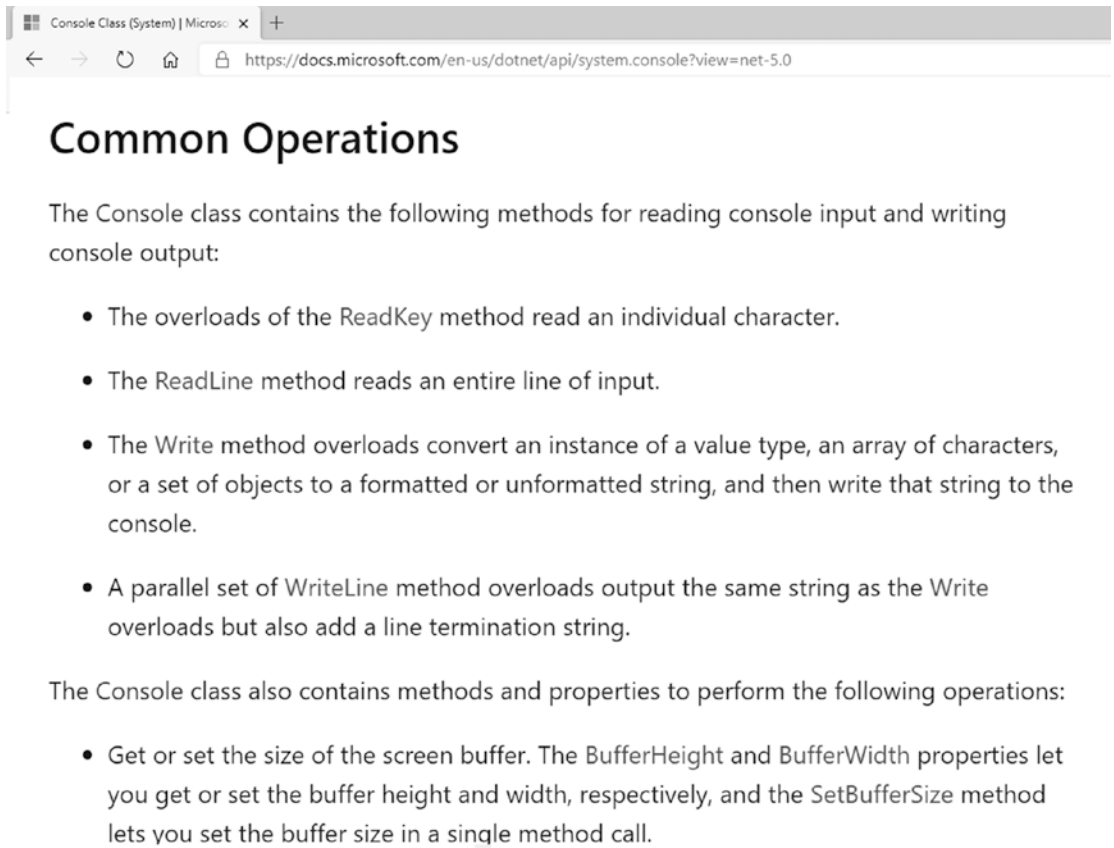 Console Class (System) | Microso
https://docs.microsoft.com/en-us/dotnet/api/system.console?view=net-5.0
Common Operations
The Console class contains the following methods for reading console input and writing
console output:
• The overloads of the ReadKey method read an individual character.
• The ReadLine method reads an entire line of input.
• The Write method overloads convert an instance of a value type, an array of characters,
or a set of objects to a formatted or unformatted string, and then write that string to the
console.
• A parallel set of WriteLine method overloads output the same string as the Write
overloads but also add a line termination string.
The Console class also contains methods and properties to perform the following operations:
• Get or set the size of the screen buffer. The BufferHeight and BufferWidth properties let
you get or set the buffer height and width, respectively, and the SetBufferSize method
lets you set the buffer size in a single method call.